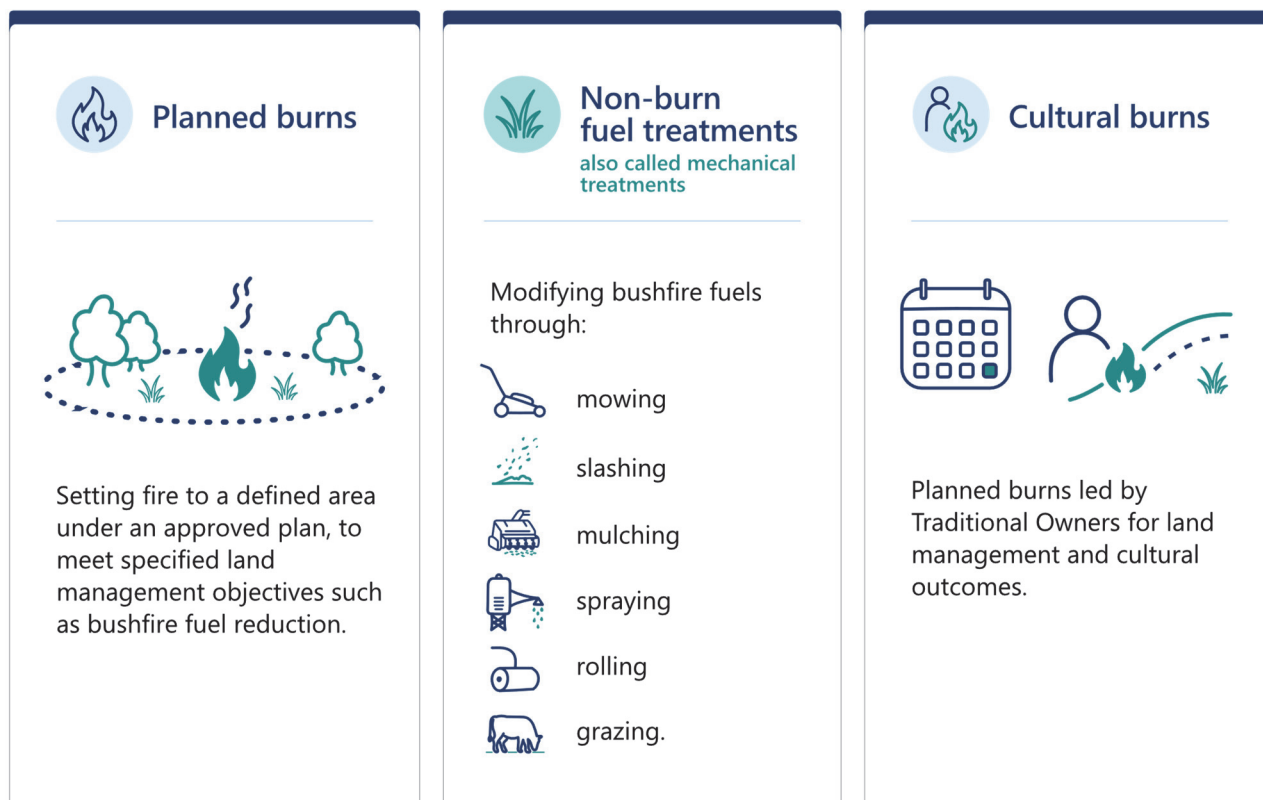 Planned burns
Setting fire to a defined area
under an approved plan, to
meet specified land
management objectives such
as bushfire fuel reduction.
Non-burn
fuel treatments
also called mechanical
treatments
Modifying bushfire fuels
through:
mowing
slashing
mulching
spraying
rolling
grazing.
Cultural burns
Planned burns led by
Traditional Owners for land
management and cultural
outcomes.